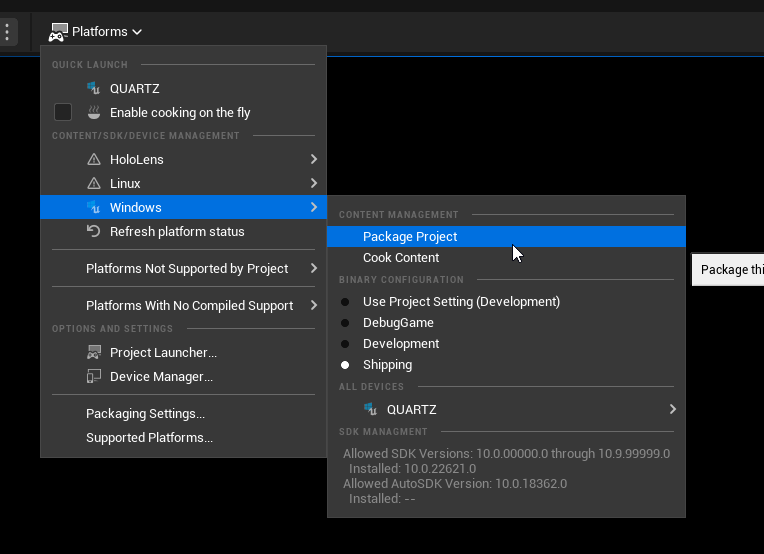 Platforms
QUICK LAUNCH
QUARTZ
Enable cooking on the fly
CONTENT/SDK/DEVICE MANAGEMENT
HoloLens
Linux
Windows
Refresh platform status
Platforms Not Supported by Project
Platforms With No Compiled Support
OPTIONS AND SETTINGS
Project Launcher...
Device Manager...
Packaging Settings...
Supported Platforms...
CONTENT MANAGEMENT
Package Project
Cook Content
BINARY CONFIGURATION
Use Project Setting (Development)
DebugGame
Development
Shipping
ALL DEVICES
QUARTZ
SDK MANAGMENT
Allowed SDK Versions: 10.0.00000.0 through 10.9.99999.0
Installed: 10.0.22621.0
Allowed AutoSDK Version: 10.0.18362.0
Installed: --
Package thi